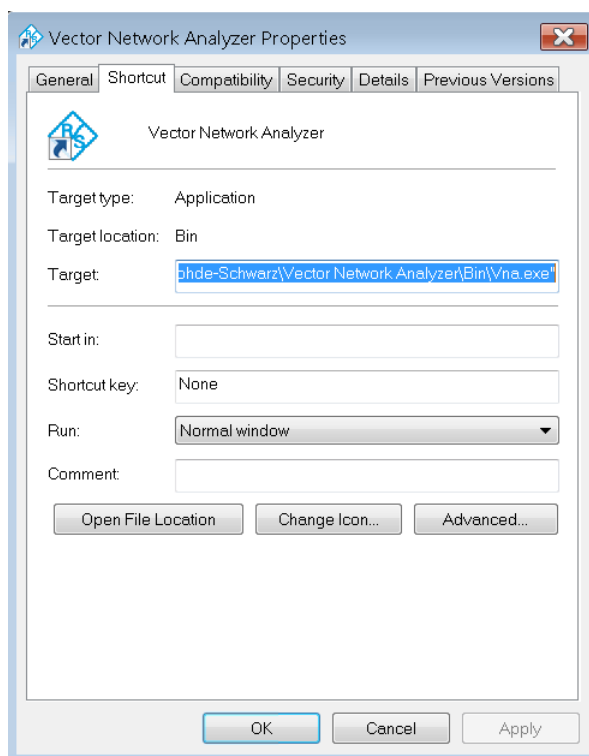 Vector Network Analyzer Properties
General Shortcut Compatibility Security Details Previous Versions
R S
Vector Network Analyzer
Target type: Application
Target location: Bin
Target: ohde-Schwarz\Vector Network Analyzer\Bin\Vna.exe"
Start in:
Shortcut key: None
Run: Normal window
Comment:
Open File Location Change Icon... Advanced...
OK Cancel Apply